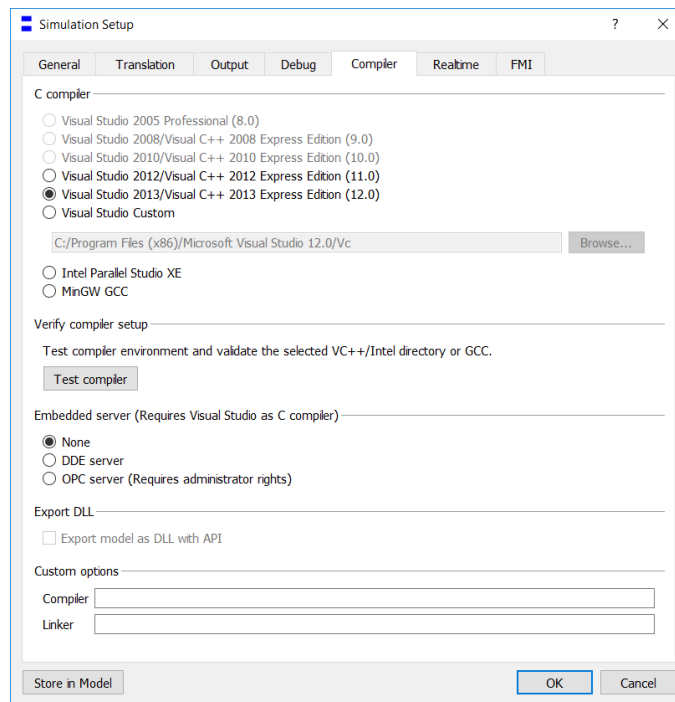 Simulation Setup ?
General Translation Output Debug Compiler Realtime FMI
C compiler
Visual Studio 2005 Professional (8.0)
Visual Studio 2008/Visual C++ 2008 Express Edition (9.0)
Visual Studio 2010/Visual C++ 2010 Express Edition (10.0)
Visual Studio 2012/Visual C++ 2012 Express Edition (11.0)
Visual Studio 2013/Visual C++ 2013 Express Edition (12.0)
Visual Studio Custom
C:/Program Files (x86)/Microsoft Visual Studio 12.0/Vc Browse...
Intel Parallel Studio XE
MinGW GCC
Verify compiler setup
Test compiler environment and validate the selected VC++/Intel directory or GCC.
Test compiler
Embedded server (Requires Visual Studio as C compiler)
None
DDE server
OPC server (Requires administrator rights)
Export DLL
Export model as DLL with API
Custom options
Compiler
Linker
Store in Model OK Cancel